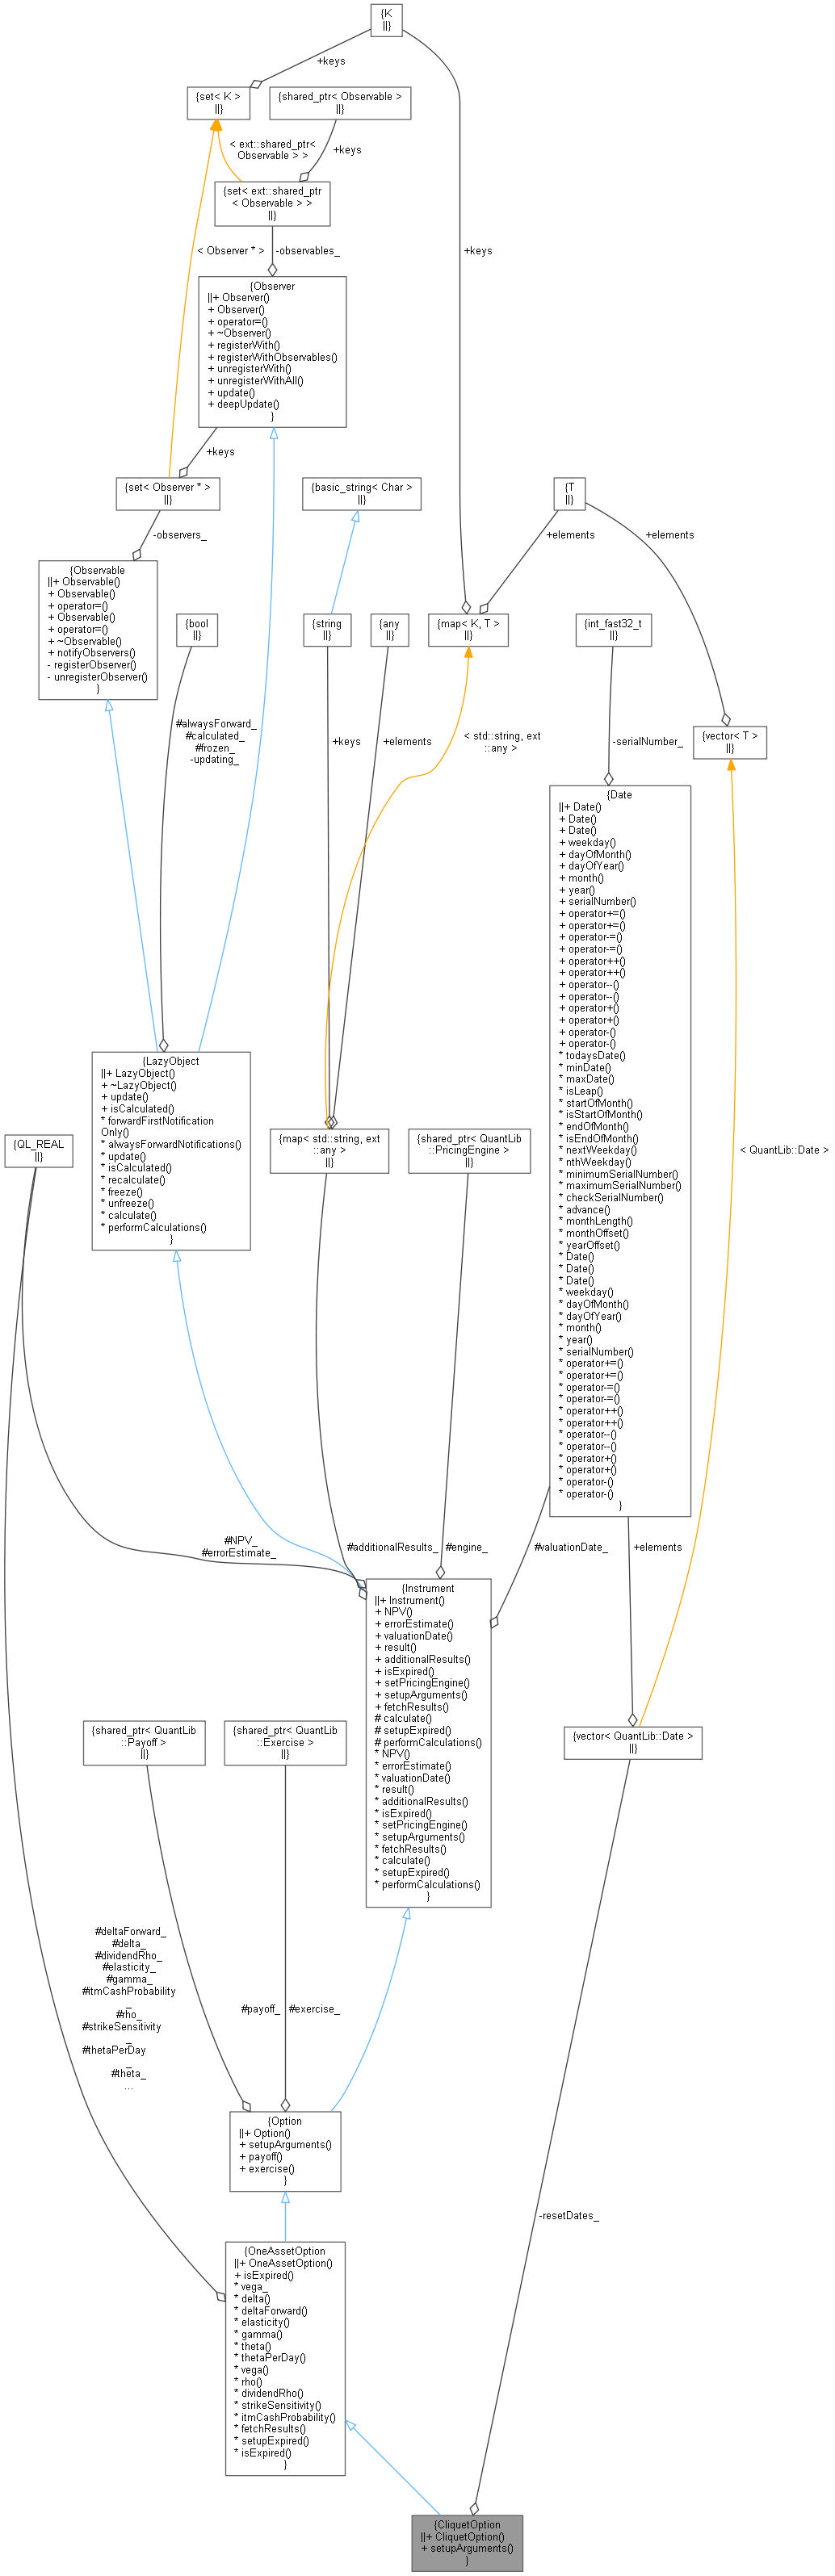 {K
||}
+keys
{set< K >
||}
{shared_ptr< Observable >
||}
< ext::shared_ptr<
Observable > >
+keys
{set< ext::shared_ptr
< Observable > >
||}
+keys
< Observer * >
-observables_
{Observer
||+ Observer()
+ Observer()
+ operator=()
+ ~Observer()
+ registerWith()
+ registerWithObservables()
+ unregisterWith()
+ unregisterWithAll()
+ update()
+ deepUpdate()
}
+keys
{set< Observer * >
||}
{basic_string< Char >
||}
{T
||}
-observers_
+elements
+elements
{Observable
||+ Observable()
+ Observable()
+ operator=()
+ Observable()
+ operator=()
+ ~Observable()
+ notifyObservers()
- registerObserver()
- unregisterObserver()
}
{bool
||}
{string
||}
{any
||}
{map< K, T >
||}
{int_fast32_t
||}
#alwaysForward_
#calculated_
#frozen_
-updating_
+keys
+elements
< std::string, ext
::any >
-serialNumber_
{vector< T >
||}
{Date
||+ Date()
+ Date()
+ Date()
+ weekday()
+ dayOfMonth()
+ dayOfYear()
+ month()
+ year()
+ serialNumber()
+ operator+=()
+ operator+=()
+ operator-=()
+ operator-=()
+ operator++()
+ operator++()
+ operator--()
+ operator--()
+ operator+()
+ operator+()
+ operator-()
+ operator-()
* todaysDate()
* minDate()
* maxDate()
* isLeap()
* startOfMonth()
* isStartOfMonth()
* endOfMonth()
* isEndOfMonth()
* nextWeekday()
* nthWeekday()
* minimumSerialNumber()
* maximumSerialNumber()
* checkSerialNumber()
* advance()
* monthLength()
* monthOffset()
* yearOffset()
* Date()
* Date()
* Date()
* weekday()
* dayOfMonth()
* dayOfYear()
* month()
* year()
* serialNumber()
* operator+=()
* operator+=()
* operator-=()
* operator-=()
* operator++()
* operator++()
* operator--()
* operator--()
* operator+()
* operator+()
* operator-()
* operator-()
}
{LazyObject
||+ LazyObject()
+ ~LazyObject()
+ update()
+ isCalculated()
* forwardFirstNotification
Only()
* alwaysForwardNotifications()
* update()
* isCalculated()
* recalculate()
* freeze()
* unfreeze()
* calculate()
* performCalculations()
}
{QL_REAL
||}
{map< std::string, ext
::any >
||}
{shared_ptr< QuantLib
::PricingEngine >
||}
< QuantLib::Date >
#NPV_
#errorEstimate_
#additionalResults_
#engine_
#valuationDate_
+elements
{Instrument
||+ Instrument()
+ NPV()
+ errorEstimate()
+ valuationDate()
+ result()
+ additionalResults()
+ isExpired()
+ setPricingEngine()
+ setupArguments()
+ fetchResults()
# calculate()
# setupExpired()
# performCalculations()
* NPV()
* errorEstimate()
* valuationDate()
* result()
* additionalResults()
* isExpired()
* setPricingEngine()
* setupArguments()
* fetchResults()
* calculate()
* setupExpired()
* performCalculations()
}
{shared_ptr< QuantLib
::Payoff >
||}
{shared_ptr< QuantLib
::Exercise >
||}
{vector< QuantLib::Date >
||}
#deltaForward_
#delta_
#dividendRho_
#elasticity_
#gamma_
#itmCashProbability
_
#rho_
#strikeSensitivity
_
#thetaPerDay
_
#theta_
...
#payoff_
#exercise_
{Option
||+ Option()
+ setupArguments()
+ payoff()
+ exercise()
}
-resetDates_
{OneAssetOption
||+ OneAssetOption()
+ isExpired()
* vega_
* delta()
* deltaForward()
* elasticity()
* gamma()
* theta()
* thetaPerDay()
* vega()
* rho()
* dividendRho()
* strikeSensitivity()
* itmCashProbability()
* fetchResults()
* setupExpired()
* isExpired()
}
{CliquetOption
||+ CliquetOption()
+ setupArguments()
}